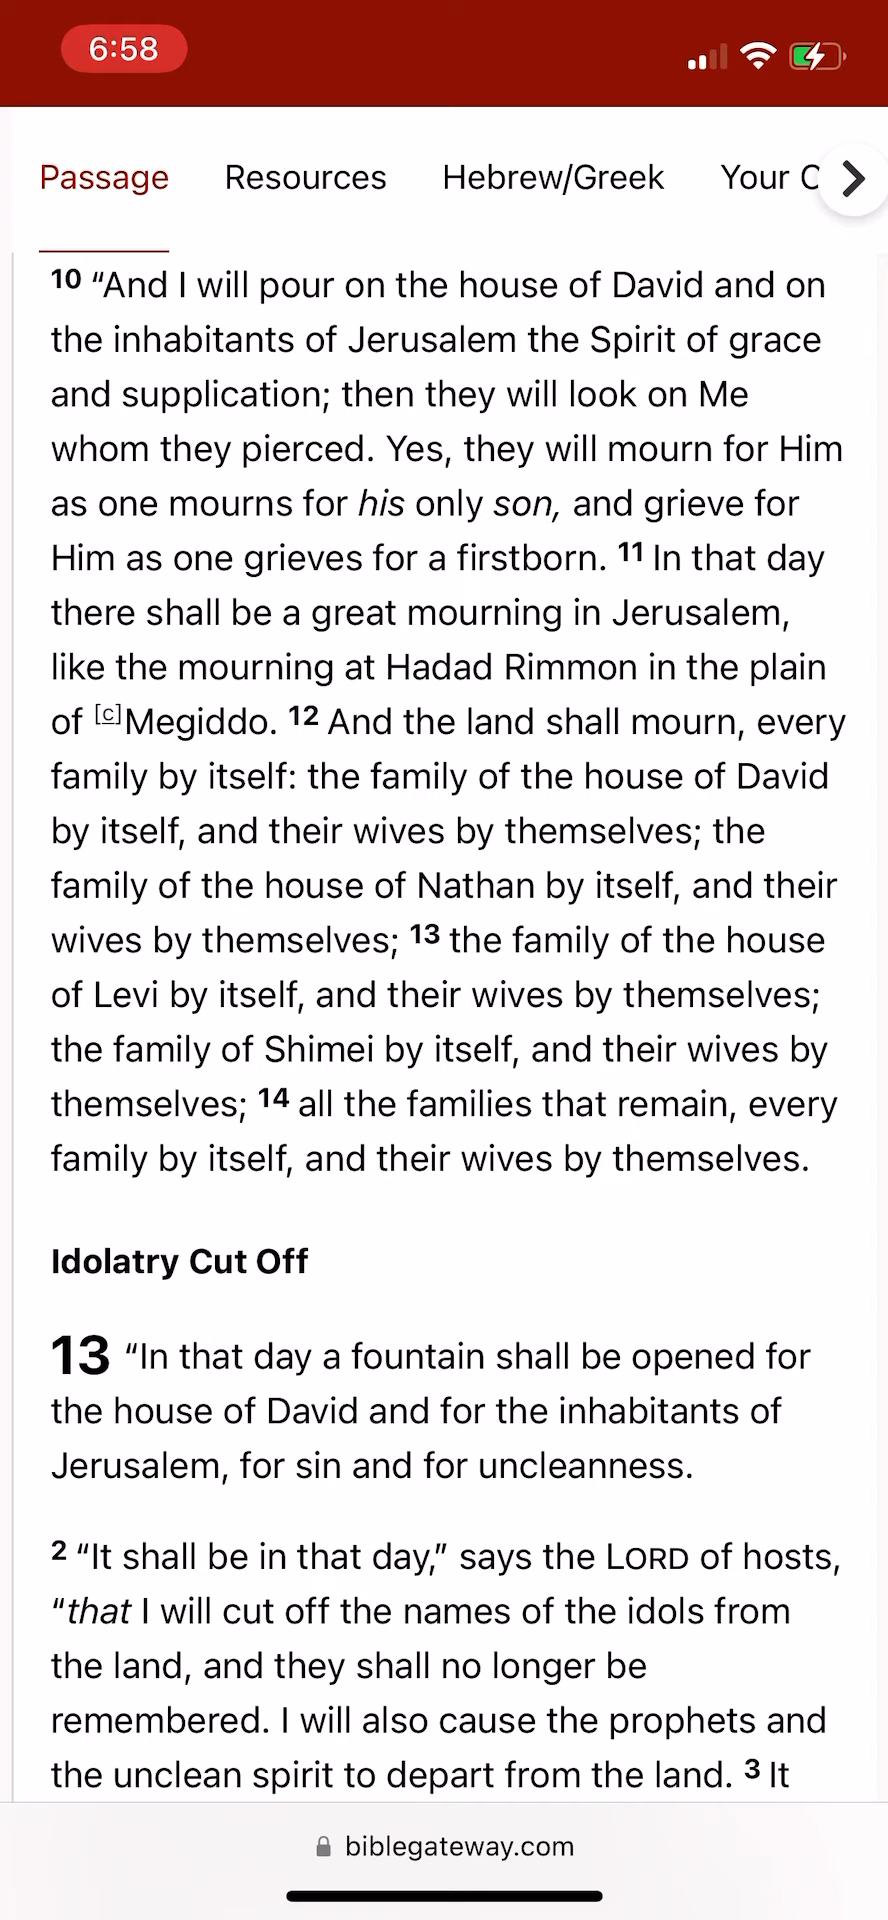 6:58
Passage Resources Hebrew/Greek Your
10 “And I will pour on the house of David and on
the inhabitants of Jerusalem the Spirit of grace
and supplication; then they will look on Me
whom they pierced. Yes, they will mourn for Him
as one mourns for his only son, and grieve for
Him as one grieves for a firstborn. 11 In that day
there shall be a great mourning in Jerusalem,
like the mourning at Hadad Rimmon in the plain
of [c]Megiddo. 12 And the land shall mourn, every
family by itself: the family of the house of David
by itself, and their wives by themselves; the
family of the house of Nathan by itself, and their
wives by themselves; 13 the family of the house
of Levi by itself, and their wives by themselves;
the family of Shimei by itself, and their wives by
themselves; 14 all the families that remain, every
family by itself, and their wives by themselves.
Idolatry Cut Off
13 “In that day a fountain shall be opened for
the house of David and for the inhabitants of
Jerusalem, for sin and for uncleanness.
2 “It shall be in that day,” says the LORD of hosts,
“that I will cut off the names of the idols from
the land, and they shall no longer be
remembered. I will also cause the prophets and
the unclean spirit to depart from the land. 3 It
biblegateway.com